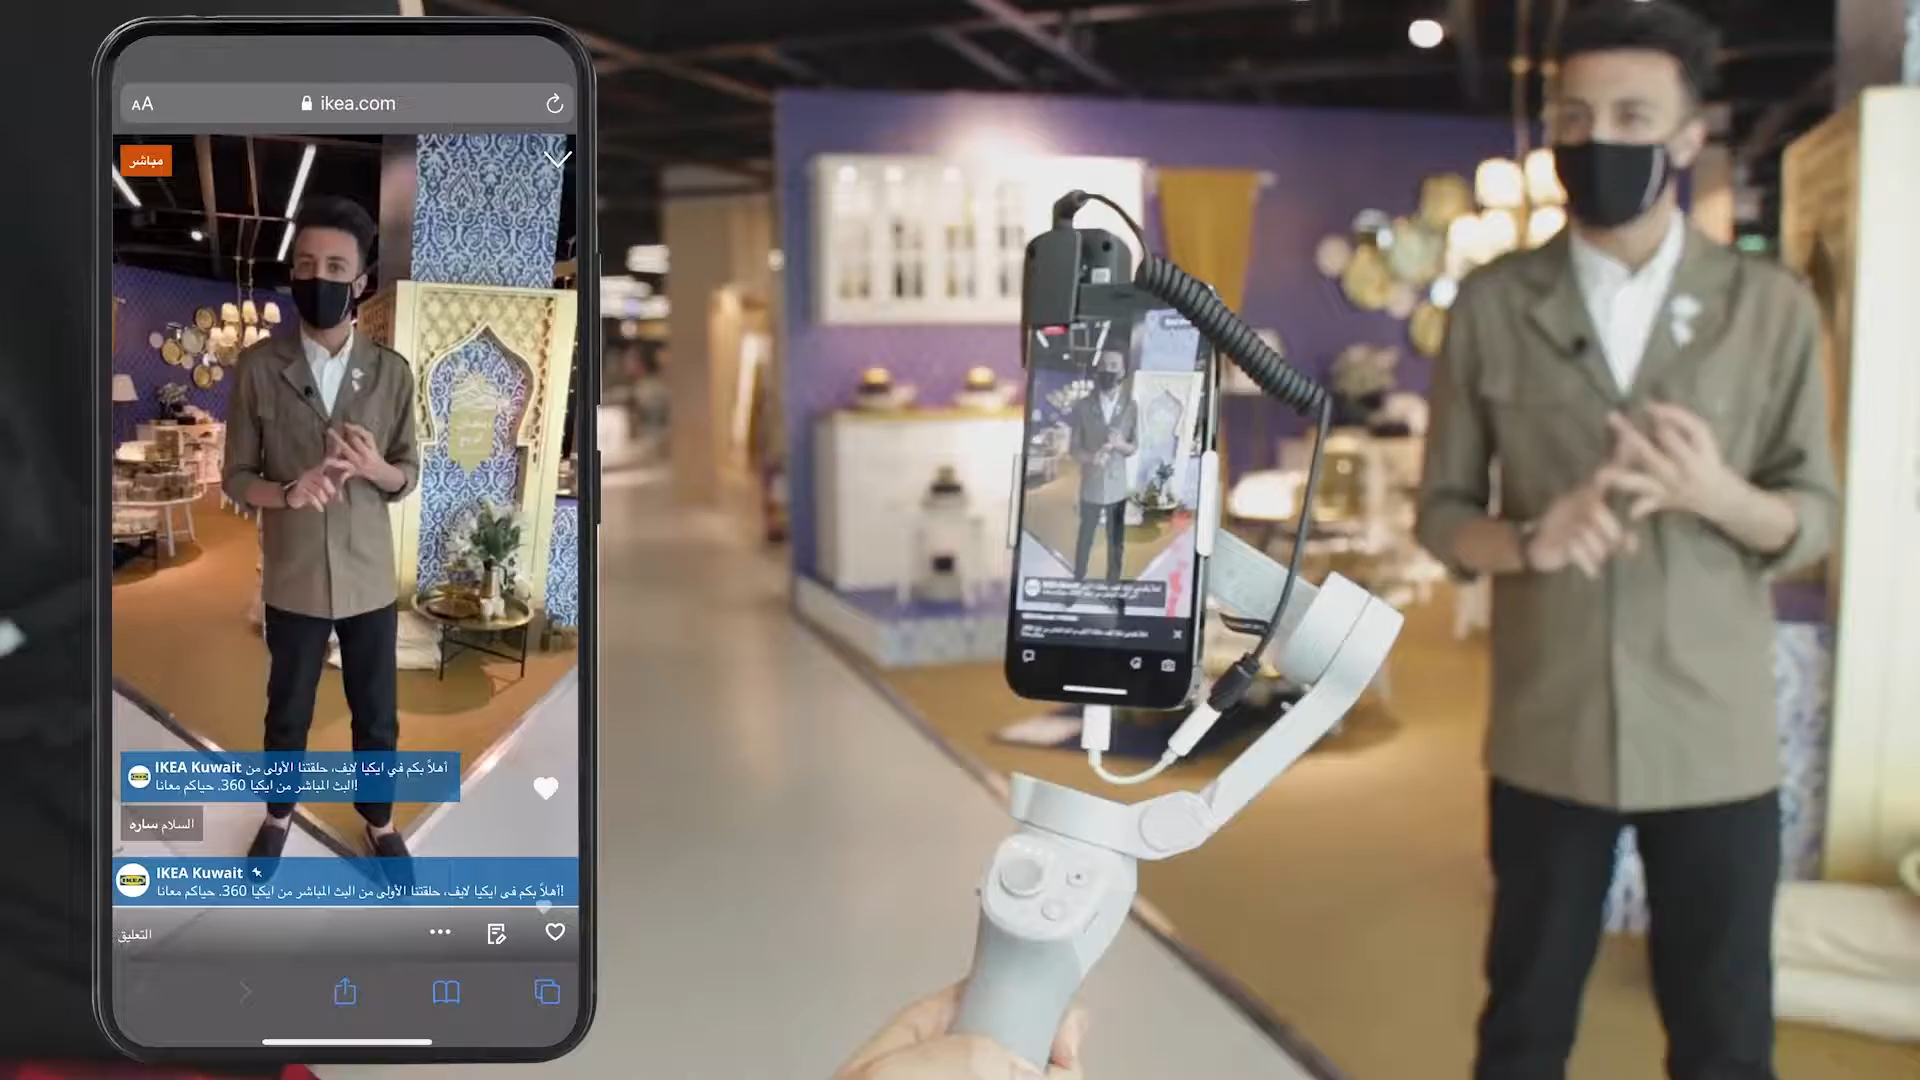 AA ikea.com
مباشر
IKEA Kuwait أهلاً بكم في ايكيا لايف، حلقتنا الأولى من
البث المباشر من ايكيا 360. حياكم معانا!
السلام ساره
IKEA
IKEA Kuwait
أهلاً بكم في ايكيا لايف، حلقتنا الأولى من البث المباشر من ايكيا 360. حياكم معانا!
التعليق